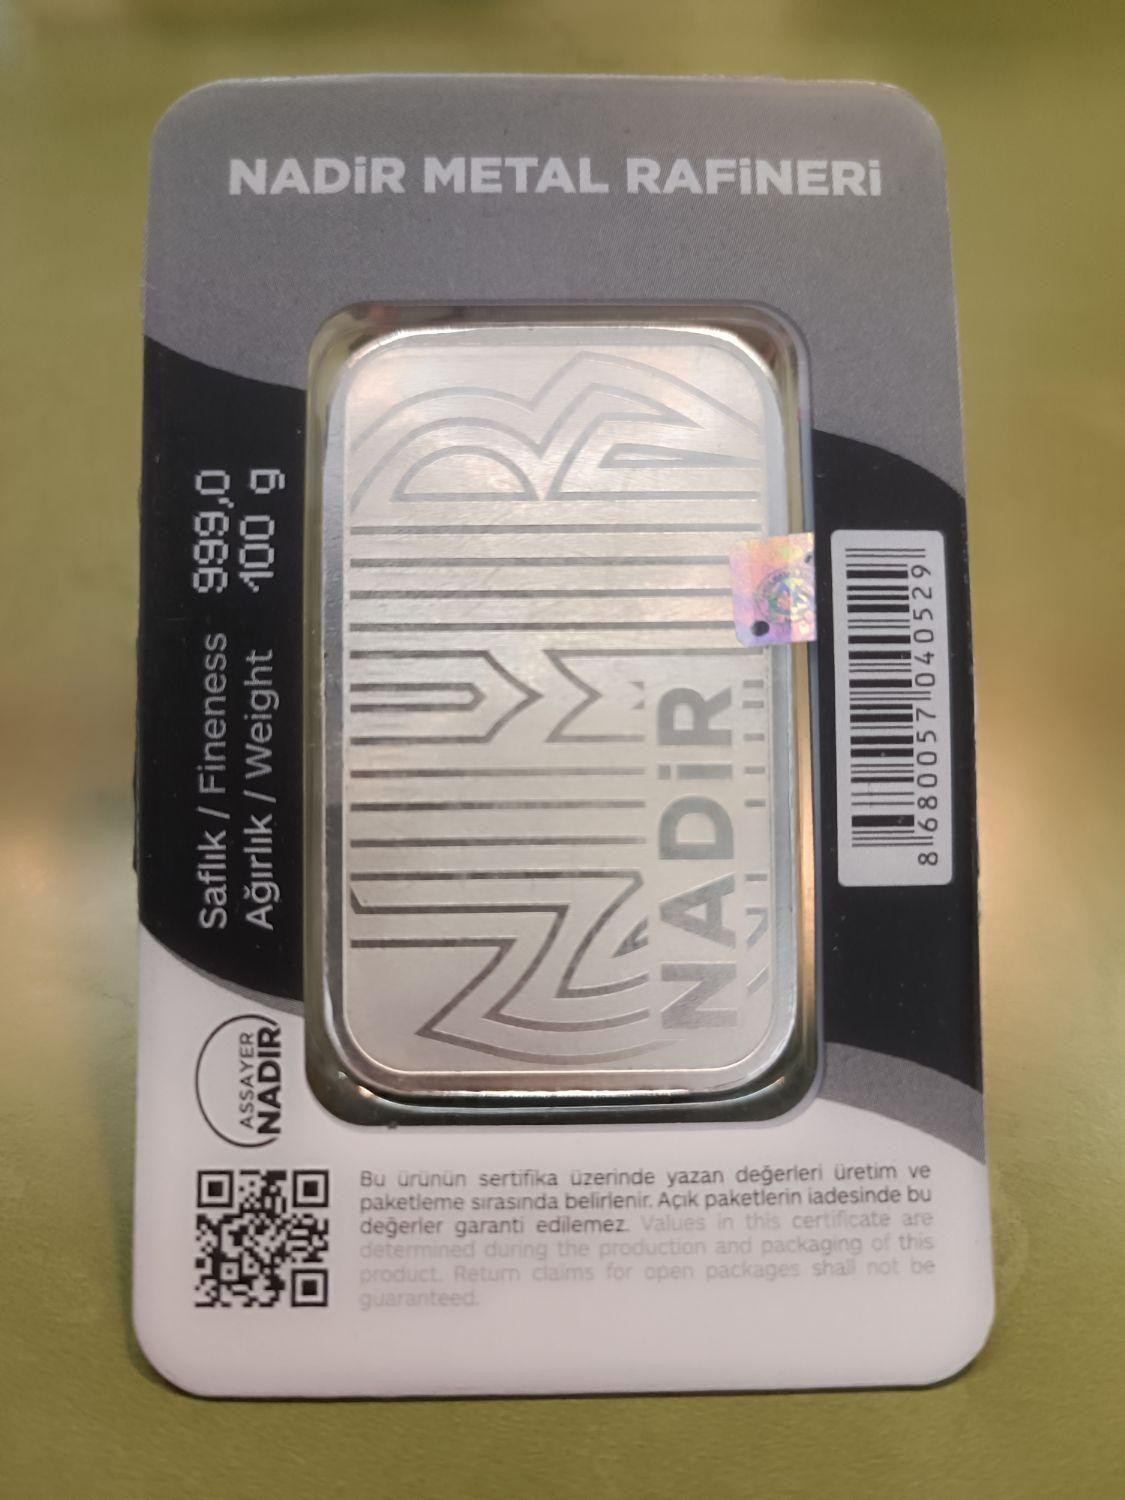 NADiR METAL RAFiNERi
Saflık / Fineness 999,0
Ağırlık / Weight 100 g
NADiR
8 680057 040529
ASSAYER
NADIR
Bu ürünün sertifika üzerinde yazan değerleri üretim ve
paketleme sırasında belirlenir. Açık paketlerin iadesinde bu
değerler garanti edilemez. Values in this certificate are
determined during the production and packaging of this
product. Return claims for open packages shall not be
guaranteed.